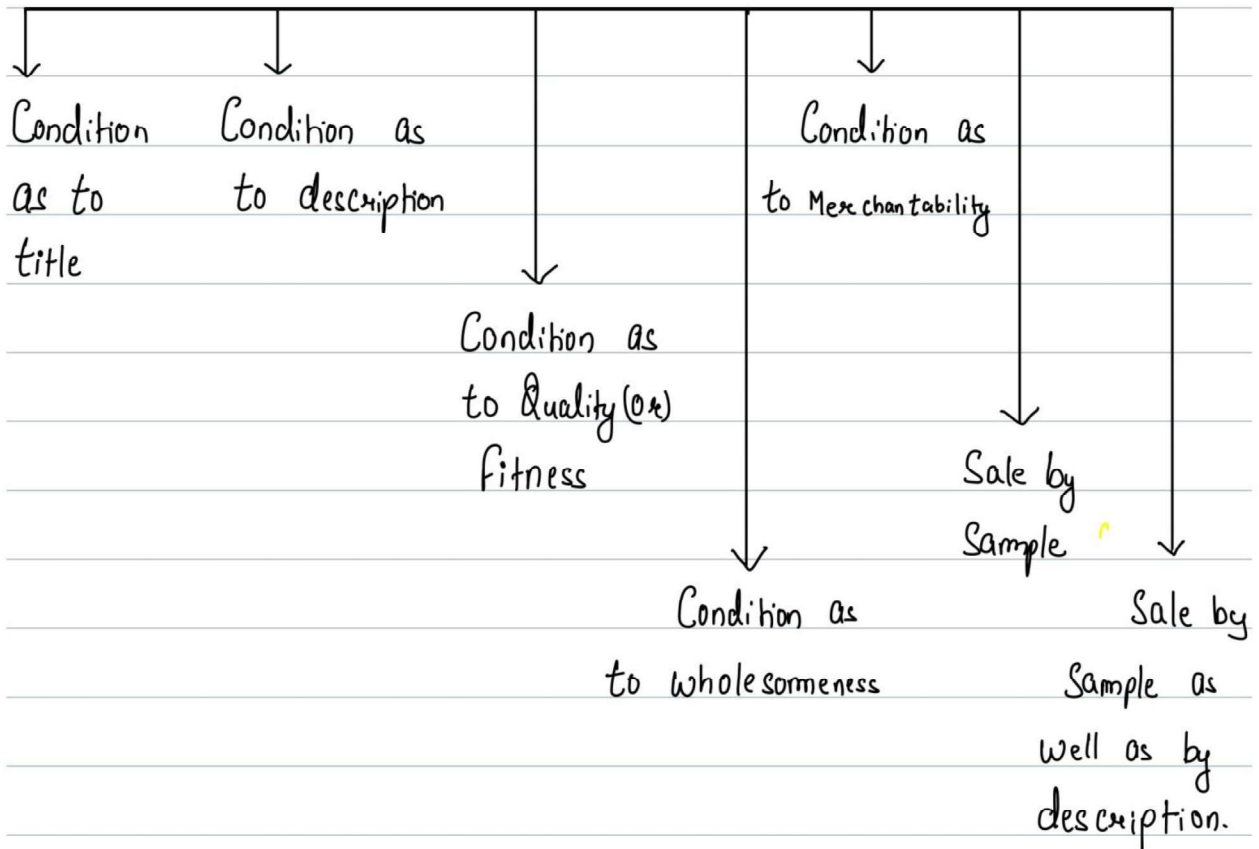 Condition
as to
title
Condition as
to description
Condition as
to Quality (or)
fitness
Condition as
to wholesomeness
Condition as
to Merchantability
Sale by
Sample
Sale by
Sample as
well as by
description.